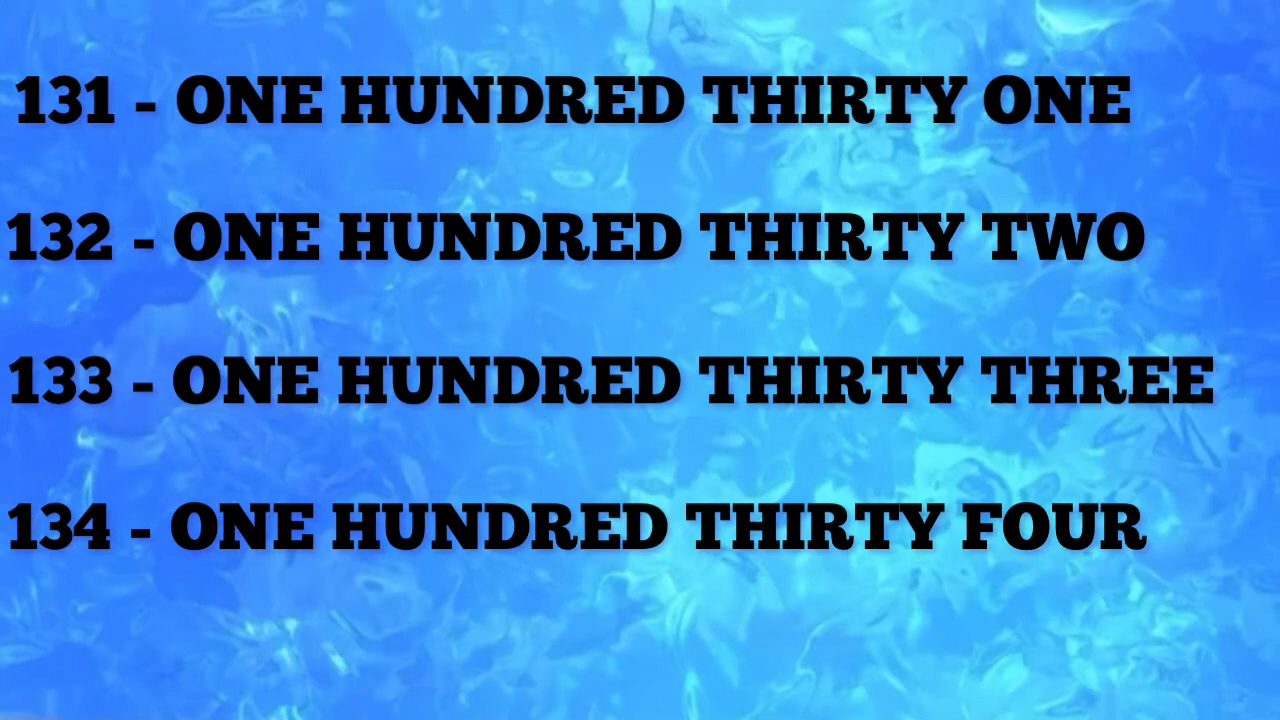 131 - ONE HUNDRED THIRTY ONE
132 - ONE HUNDRED THIRTY TWO
133 - ONE HUNDRED THIRTY THREE
134 - ONE HUNDRED THIRTY FOUR